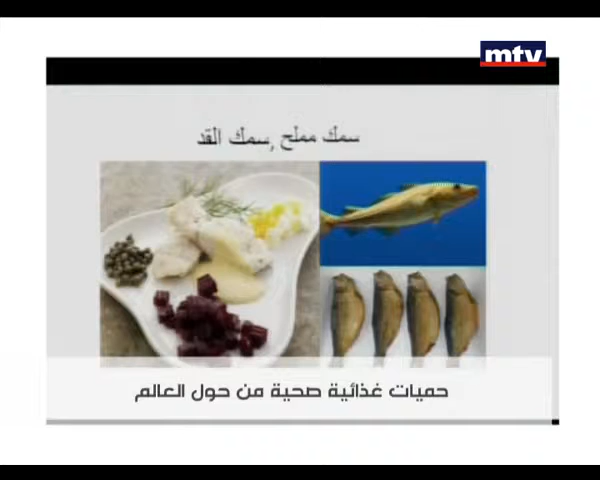 mtv
سمك مملح ,سمك القد
حميات غذائية صحية من حول العالم